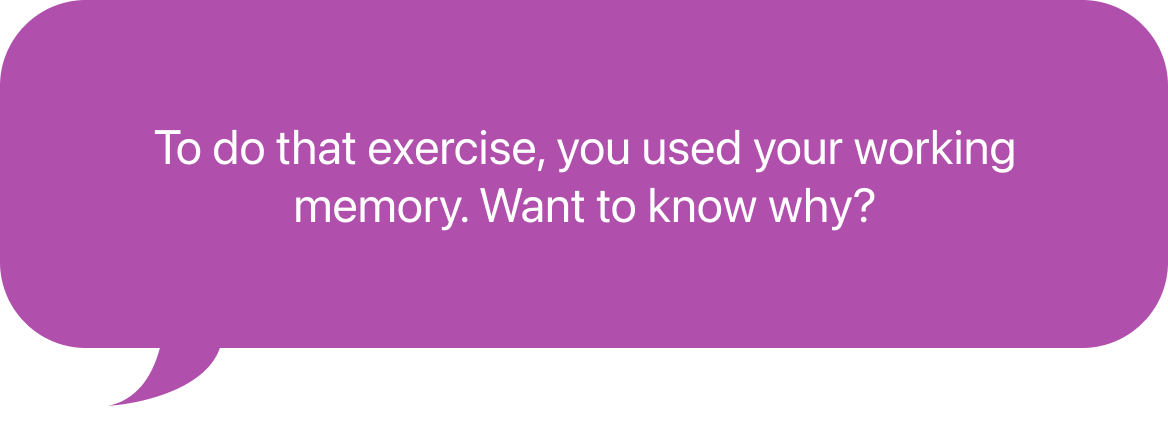 To do that exercise, you used your working
memory. Want to know why?